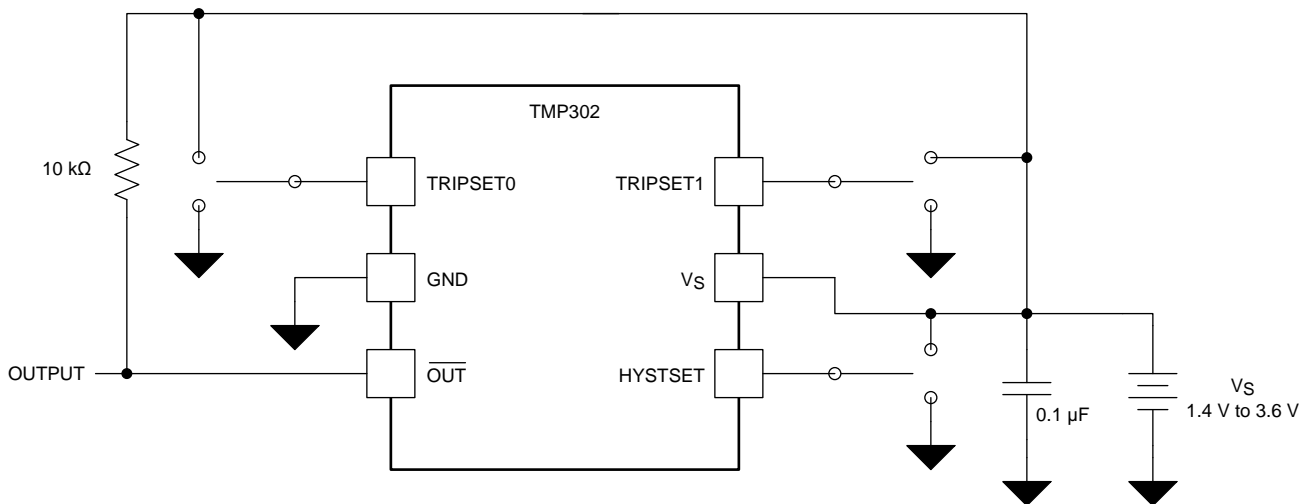 TMP302
10 kΩ
TRIPSET0
TRIPSET1
GND
VS
OUTPUT
OUT
HYSTSET
0.1 µF
VS
1.4 V to 3.6 V